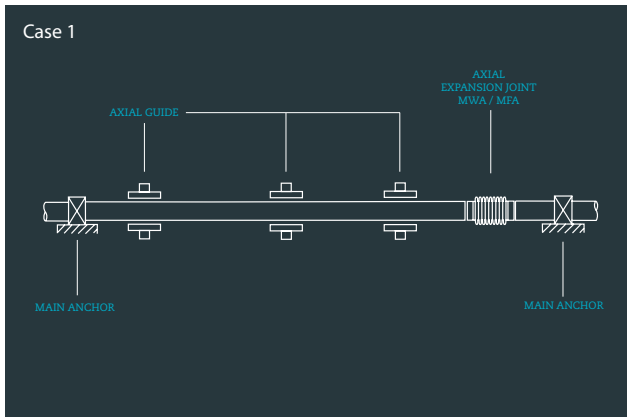 Case 1
AXIAL
EXPANSION JOINT
MWA / MFA
AXIAL GUIDE
MAIN ANCHOR
MAIN ANCHOR